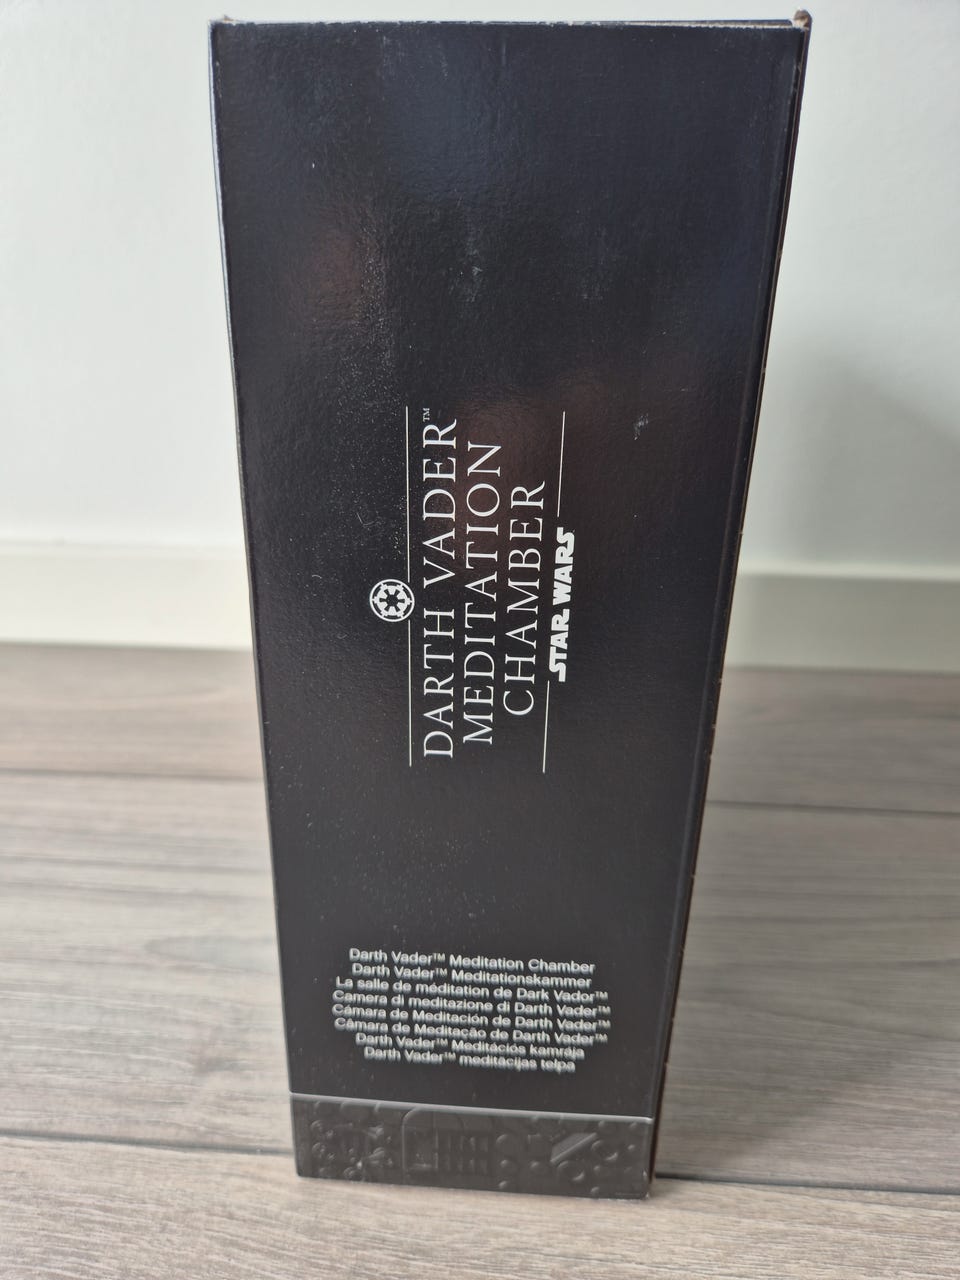 DARTH VADER™
MEDITATION
CHAMBER
STAR WARS
Darth Vader™ Meditation Chamber
Darth Vader™ Meditationskammer
La salle de méditation de Dark Vador™
Camera di meditazione di Darth Vader™
Cámara de Meditación de Darth Vader™
Câmara de Meditação de Darth Vader™
Darth Vader™ Meditációs kamrája
Darth Vader™ meditācijas telpa